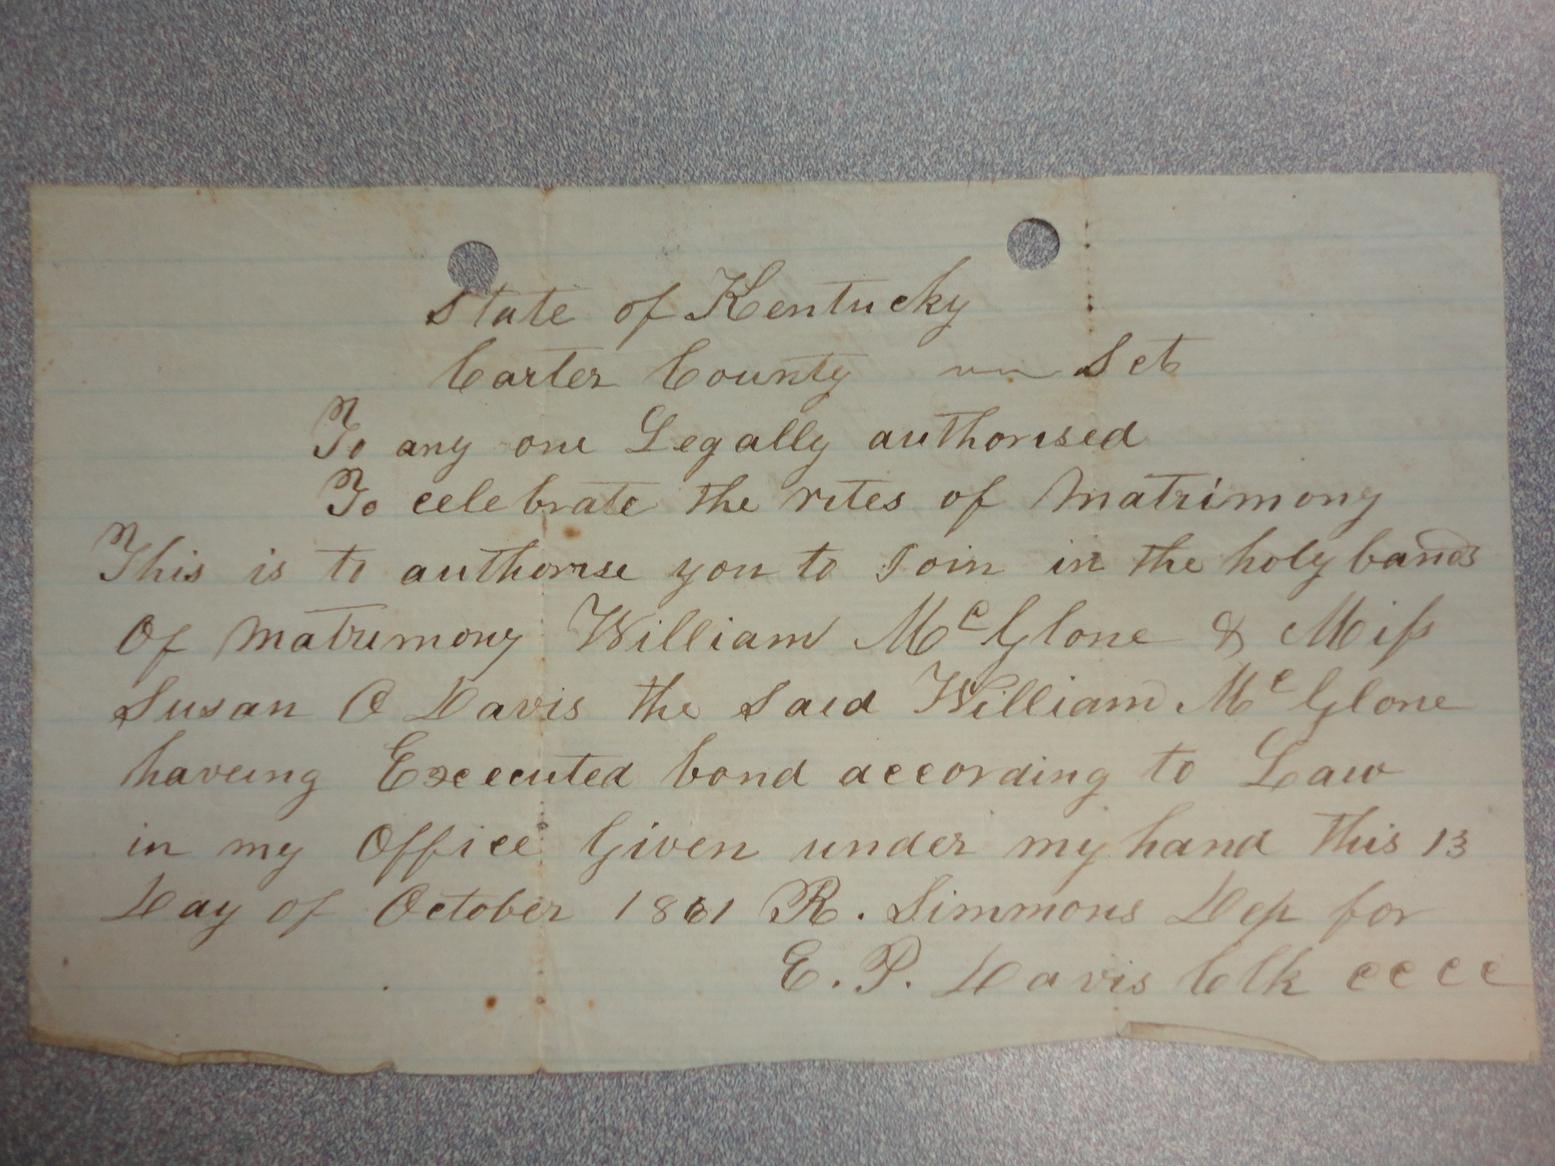 State of Kentucky
Carter County Sct
To any one Legally authorised
To celebrate the rites of Matrimony
This is to authorise you to Join in the holy bands
Of Matrimony William McGlone & Miss
Susan C Davis the Said William McGlone
haveing Executed bond according to Law
in my Office Given under my hand this 13
Day of October 1861 R. Simmons Dep for
E. P. Davis Clk C C C C